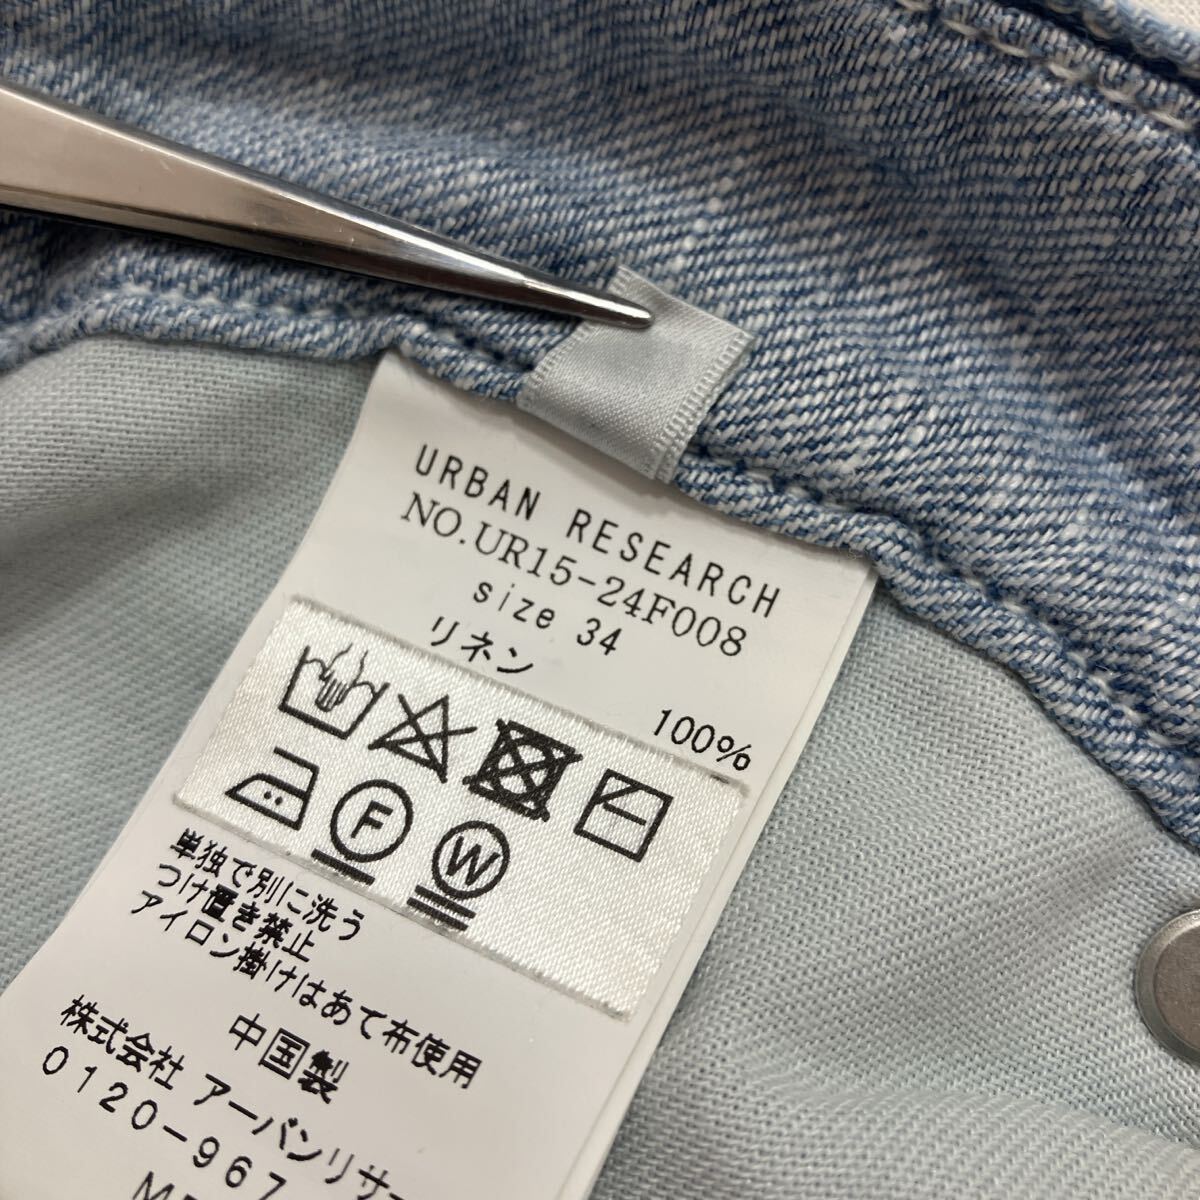 URBAN RESEARCH
NO.UR15-24F008
size 34
リネン 100%
F
W
単独で別に洗う
つけ置き禁止
アイロン掛けはあて布使用
中国製
株式会社 アーバンリサ
0120-967